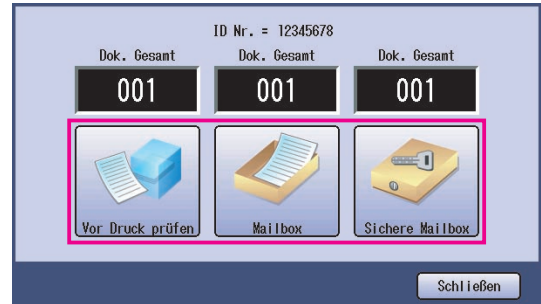 ID Nr. = 12345678
Dok. Gesamt Dok. Gesamt Dok. Gesamt
001 001 001
Vor Druck prüfen Mailbox Sichere Mailbox
Schließen